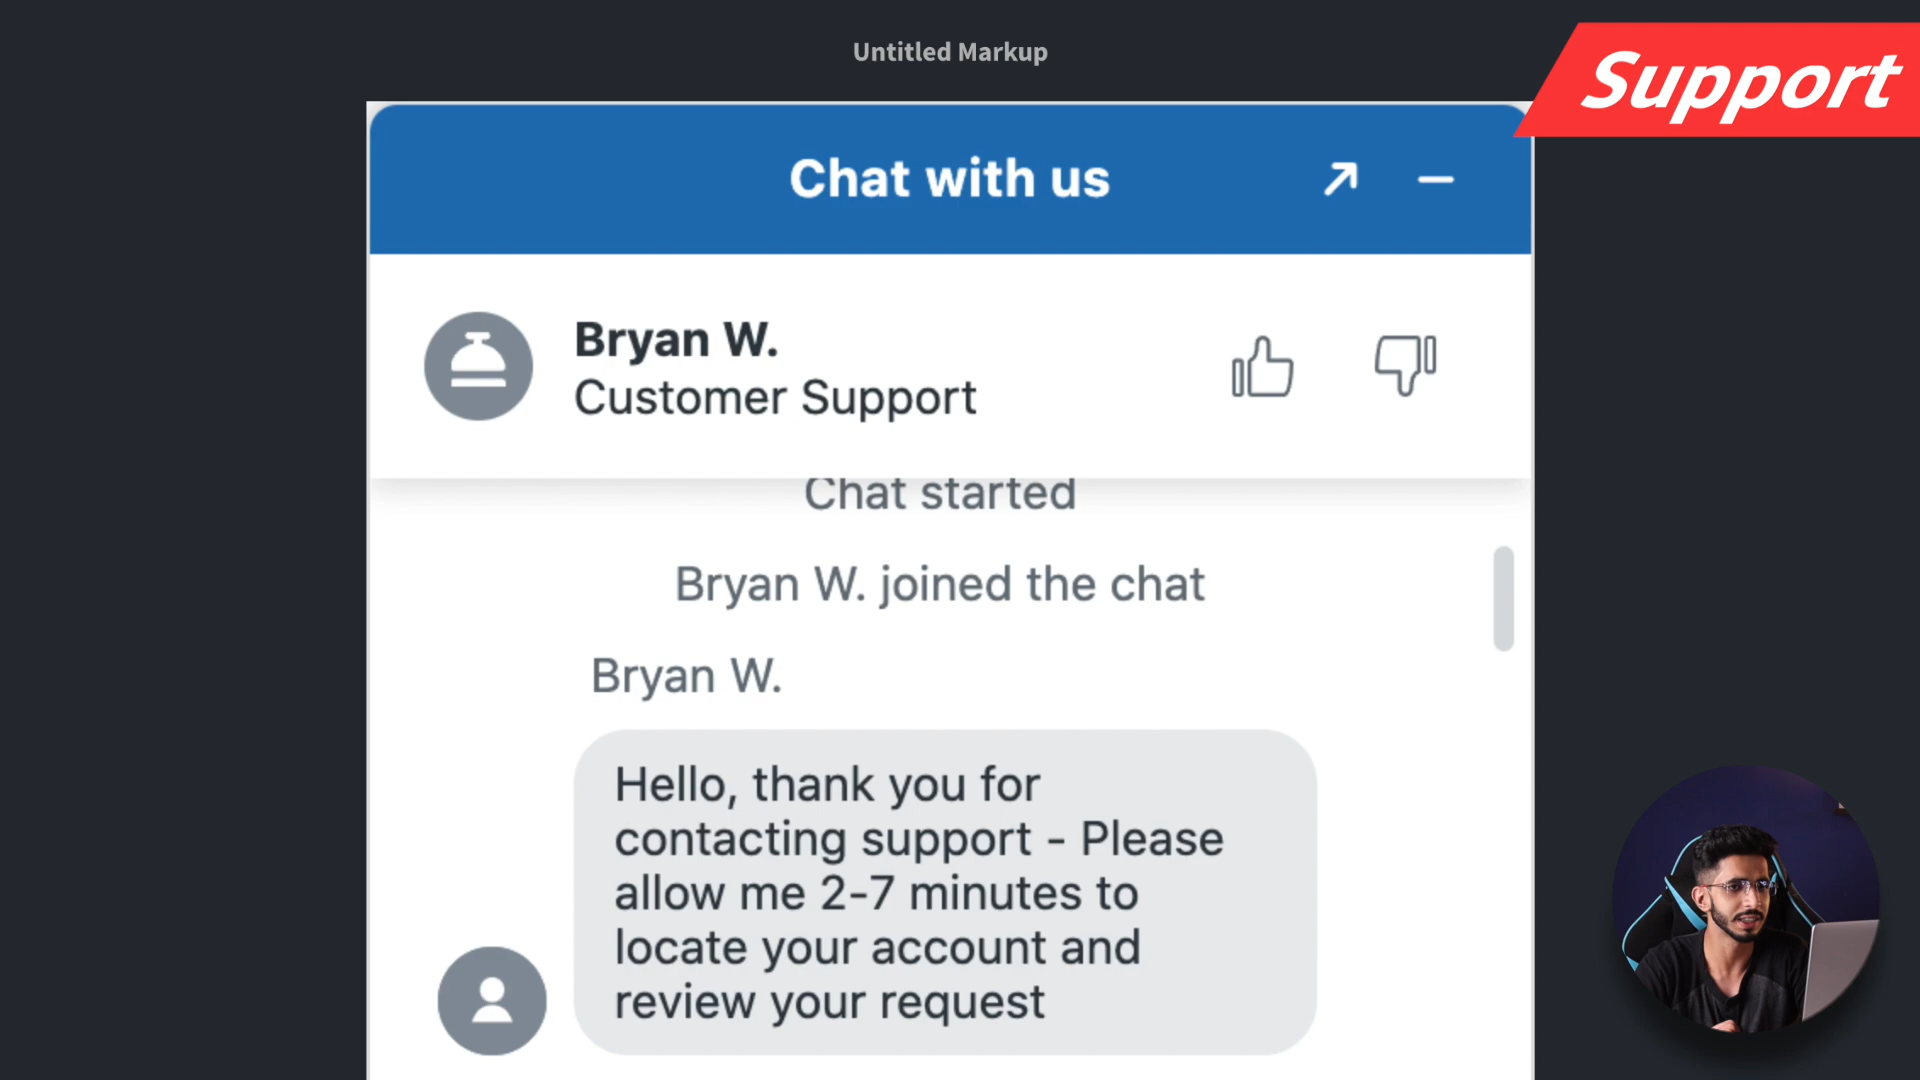 Untitled Markup
Support
Chat with us
Bryan W.
Customer Support
Chat started
Bryan W. joined the chat
Bryan W.
Hello, thank you for
contacting support - Please
allow me 2-7 minutes to
locate your account and
review your request